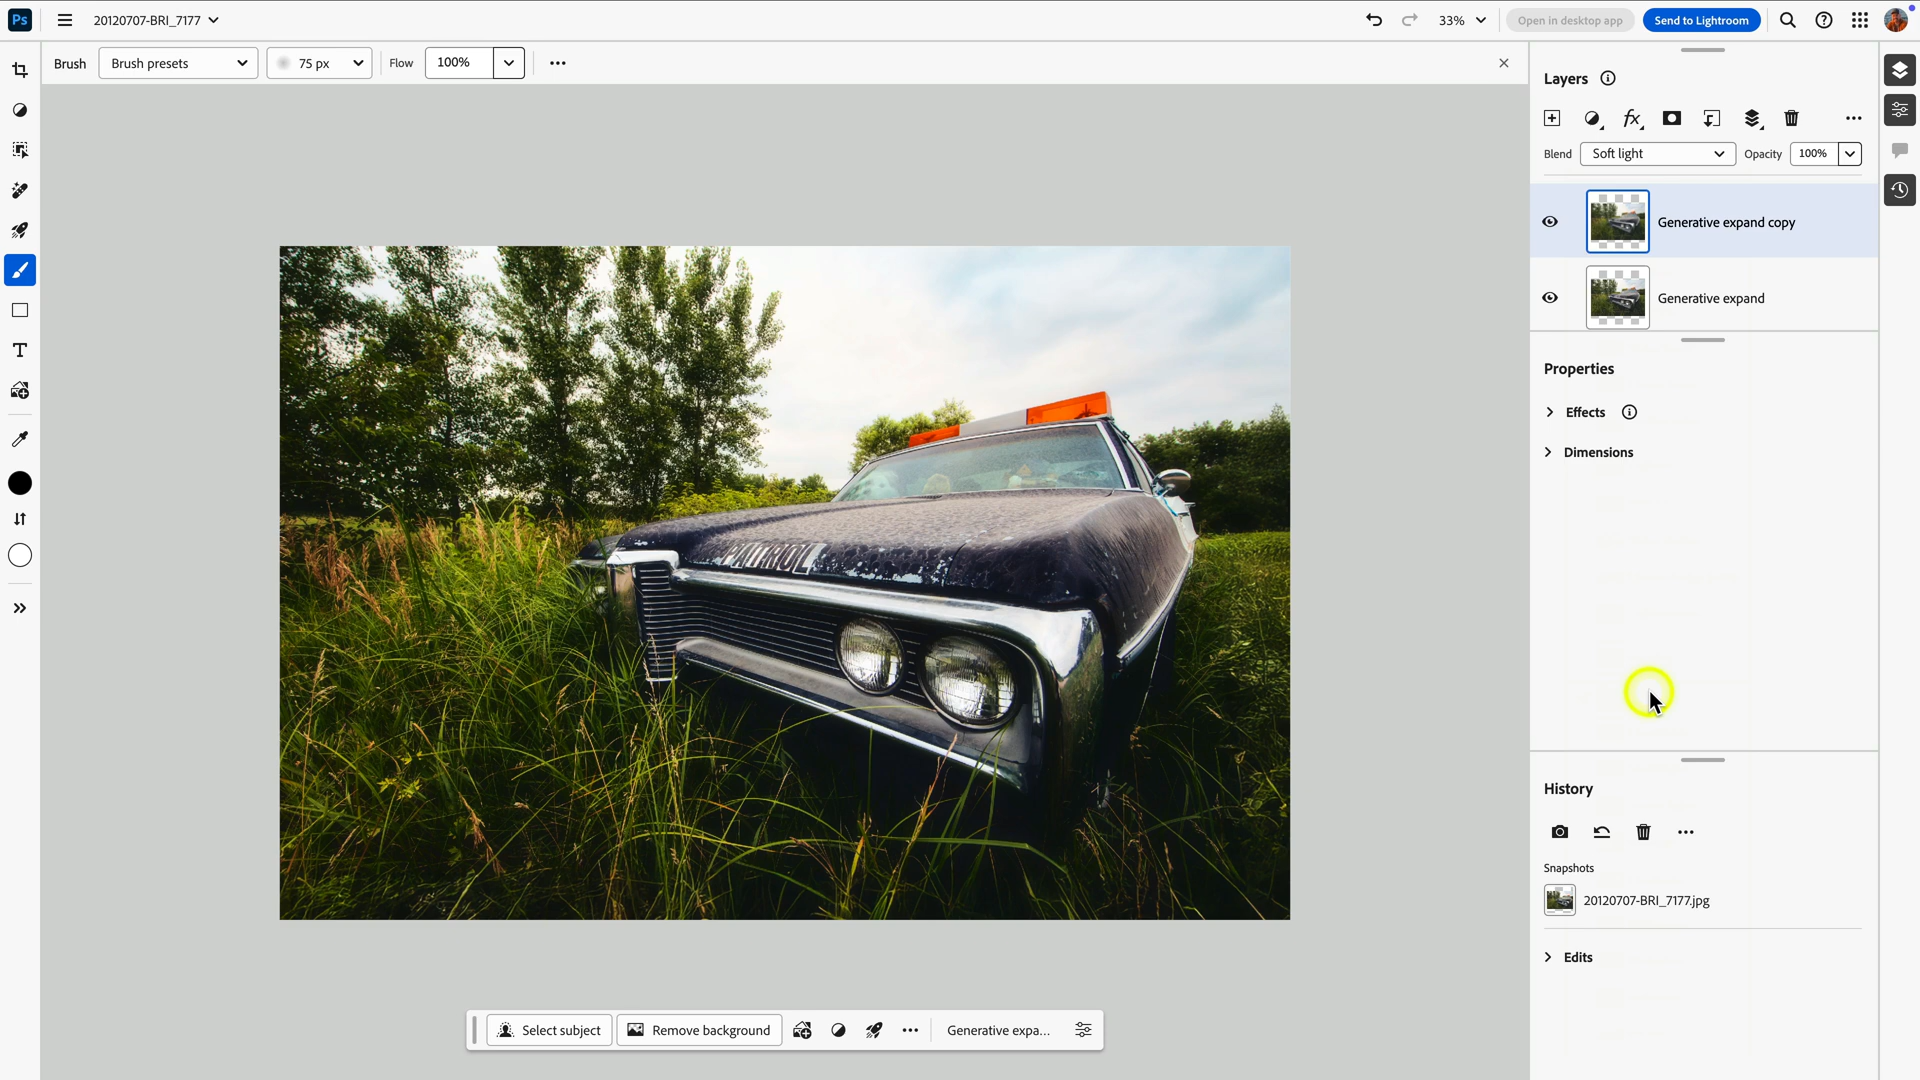 Ps 20120707-BRI_7177 33% Open in desktop app Send to Lightroom
Brush Brush presets 75 px Flow 100%
Layers
fx
Blend Soft light Opacity 100%
Generative expand copy
Generative expand
Properties
Effects
Dimensions
T
PATROL
History
Snapshots
20120707-BRI_7177.jpg
Edits
Select subject Remove background Generative expa...